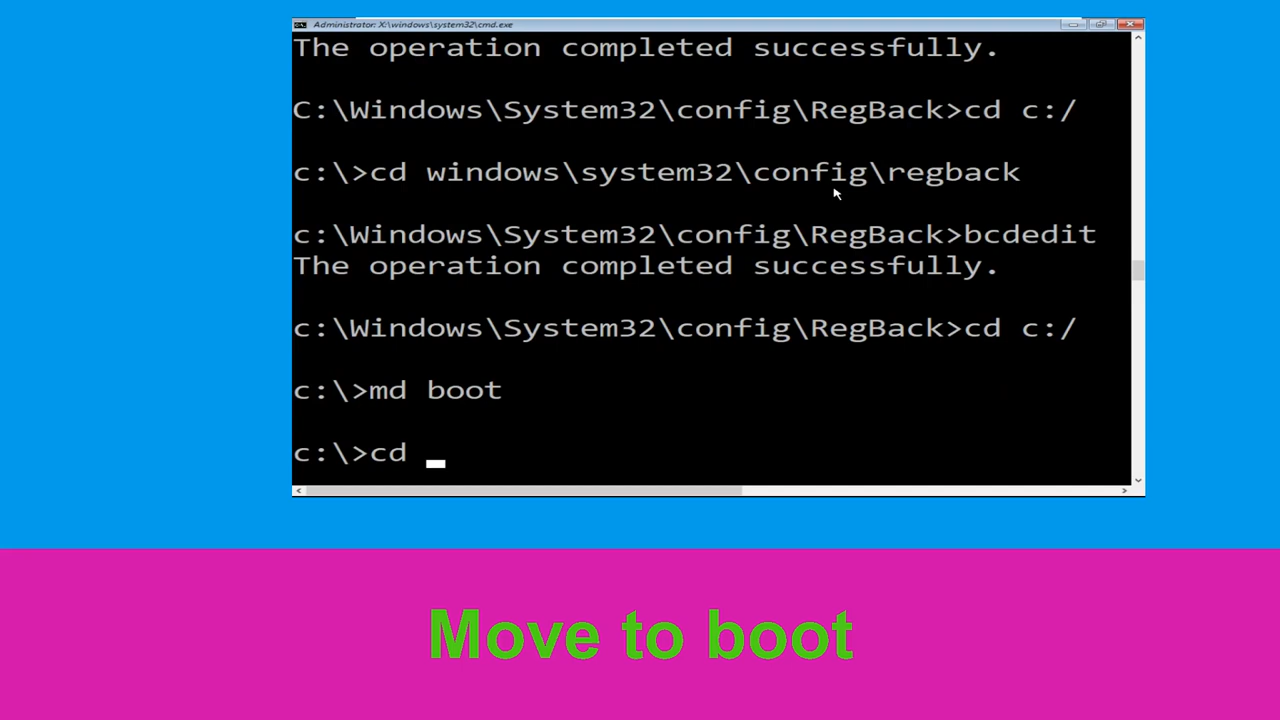 Administrator: X:\windows\system32\cmd.exe
The operation completed successfully.
C:\Windows\System32\config\RegBack>cd c:/
c:\>cd windows\system32\config\regback
c:\Windows\System32\config\RegBack>bcdedit
The operation completed successfully.
c:\Windows\System32\config\RegBack>cd c:/
c:\>md boot
c:\>cd _
Move to boot